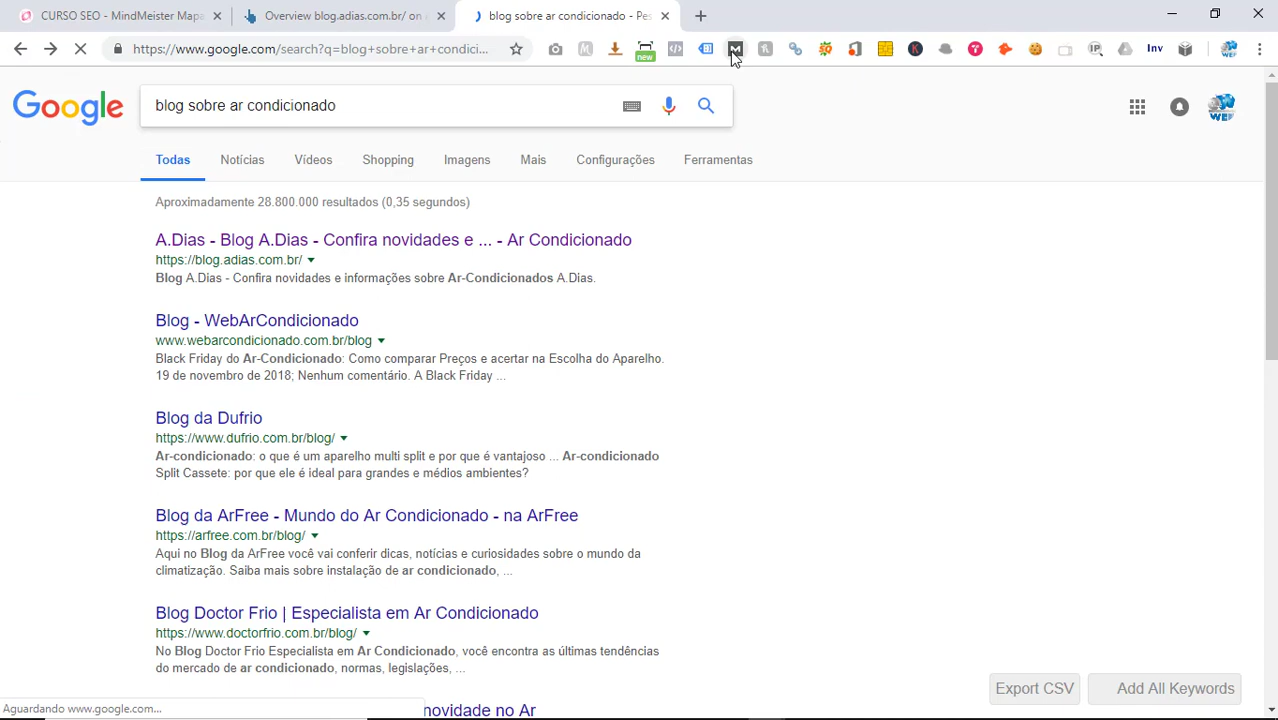 CURSO SEO - MindMeister Mapa
Overview blog.adias.com.br/ on
blog sobre ar condicionado - Pes
https://www.google.com/search?q=blog+sobre+ar+condici...
new
IP
Inv
Google
blog sobre ar condicionado
WEB
Todas Notícias Vídeos Shopping Imagens Mais Configurações Ferramentas
Aproximadamente 28.800.000 resultados (0,35 segundos)
A.Dias - Blog A.Dias - Confira novidades e ... - Ar Condicionado
https://blog.adias.com.br/
Blog A.Dias - Confira novidades e informações sobre Ar-Condicionados A.Dias.
Blog - WebArCondicionado
www.webarcondicionado.com.br/blog
Black Friday do Ar-Condicionado: Como comparar Preços e acertar na Escolha do Aparelho.
19 de novembro de 2018; Nenhum comentário. A Black Friday ...
Blog da Dufrio
https://www.dufrio.com.br/blog/
Ar-condicionado: o que é um aparelho multi split e por que é vantajoso ... Ar-condicionado
Split Cassete: por que ele é ideal para grandes e médios ambientes?
Blog da ArFree - Mundo do Ar Condicionado - na ArFree
https://arfree.com.br/blog/
Aqui no Blog da ArFree você vai conferir dicas, notícias e curiosidades sobre o mundo da
climatização. Saiba mais sobre instalação de ar condicionado, ...
Blog Doctor Frio | Especialista em Ar Condicionado
https://www.doctorfrio.com.br/blog/
No Blog Doctor Frio Especialista em Ar Condicionado, você encontra as últimas tendências
do mercado de ar condicionado, normas, legislações, ...
Export CSV Add All Keywords
Aguardando www.google.com...
novidade no Ar